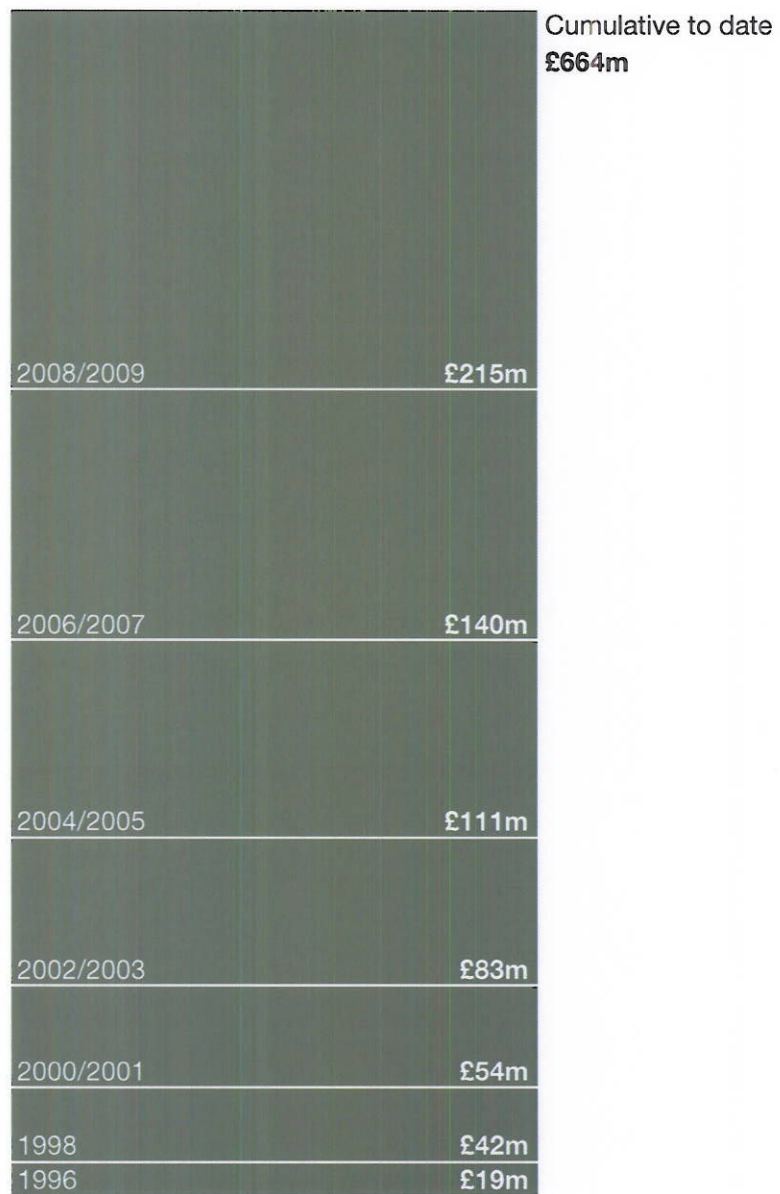 Cumulative to date
£664m
2008/2009 £215m
2006/2007 £140m
2004/2005 £111m
2002/2003 £83m
2000/2001 £54m
1998 £42m
1996 £19m